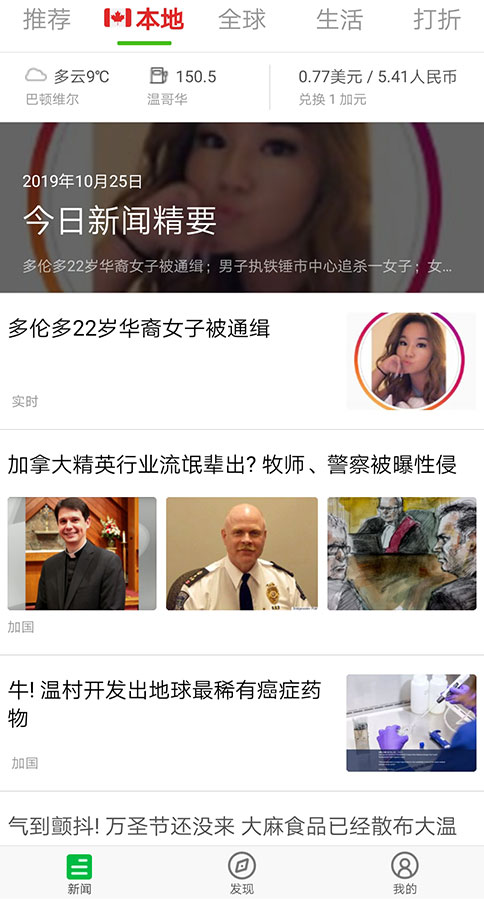 推荐 本地 全球 生活 打折
多云9℃ 150.5 0.77美元 / 5.41人民币
巴顿维尔 温哥华 兑换 1 加元
2019年10月25日
今日新闻精要
多伦多22岁华裔女子被通缉；男子执铁锤市中心追杀一女子；女...
多伦多22岁华裔女子被通缉
实时
加拿大精英行业流氓辈出? 牧师、警察被曝性侵
加国
牛! 温村开发出地球最稀有癌症药
物
加国
气到颤抖! 万圣节还没来 大麻食品已经散布大温
新闻 发现 我的